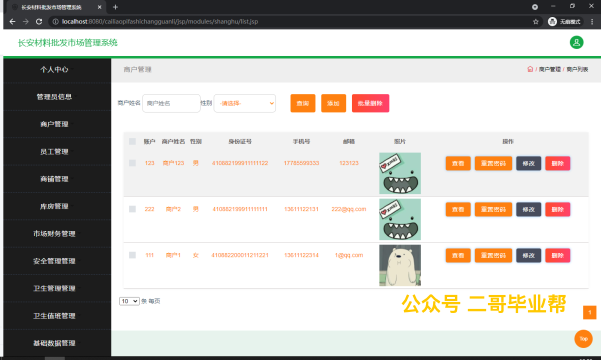 长安材料批发市场管理系统
localhost:8080/cailiaopifashichangguanli/jsp/modules/shanghu/list.jsp
无痕模式
长安材料批发市场管理系统
个人中心
管理员信息
商户管理
员工管理
商铺管理
库房管理
市场财务管理
安全管理管理
卫生管理管理
卫生值班管理
基础数据管理
商户管理
/ 商户管理 / 商户列表
商户姓名 商户姓名 性别 -请选择- 查询 添加 批量删除
账户 商户姓名 性别 身份证号 手机号 邮箱 照片 操作
123 商户123 男 410882199911111122 17785999333 123123 查看 重置密码 修改 删除
222 商户2 男 410882199911111111 13611122131 222@qq.com 查看 重置密码 修改 删除
111 商户1 女 410882200011211221 13611122314 1@qq.com 查看 重置密码 修改 删除
10 条 每页
公众号 二哥毕业帮
1
Top